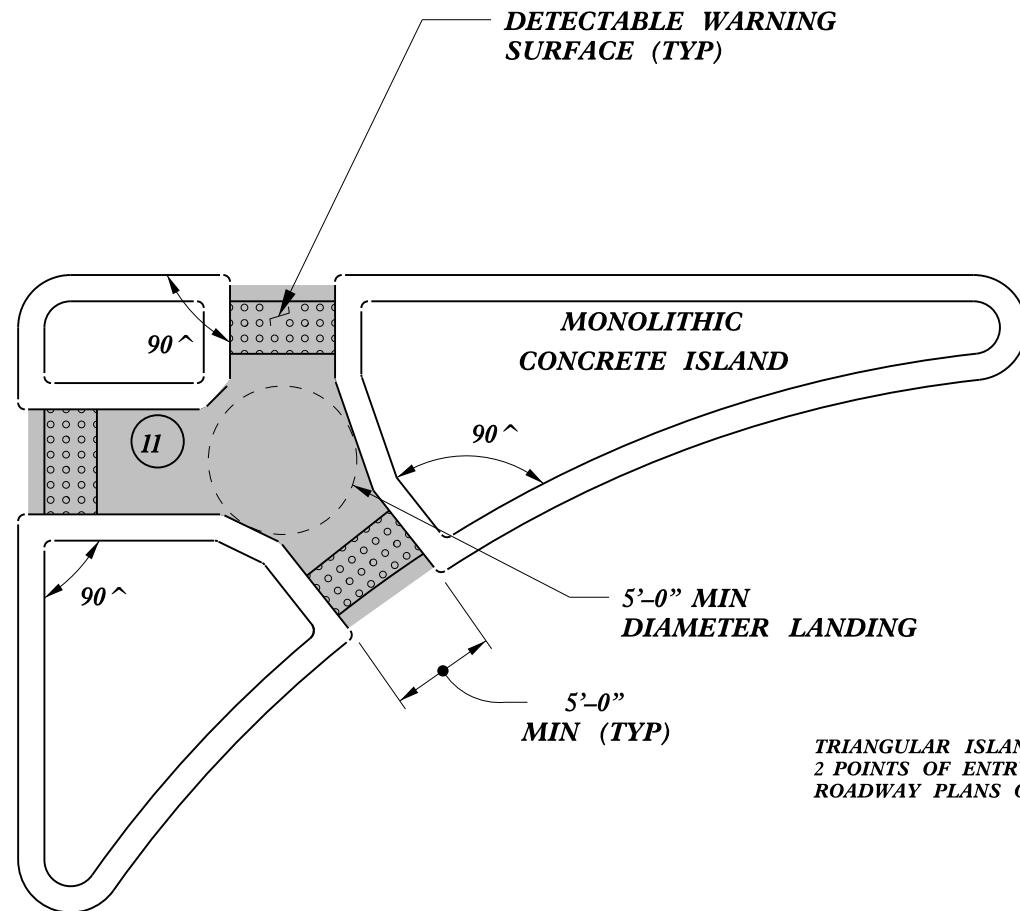 DETECTABLE WARNING
SURFACE (TYP)
90^
MONOLITHIC
CONCRETE ISLAND
11
90^
90^
5'–0” MIN
DIAMETER LANDING
5'–0”
MIN (TYP)
TRIANGULAR
2 POINTS OF
ROADWAY PLANS